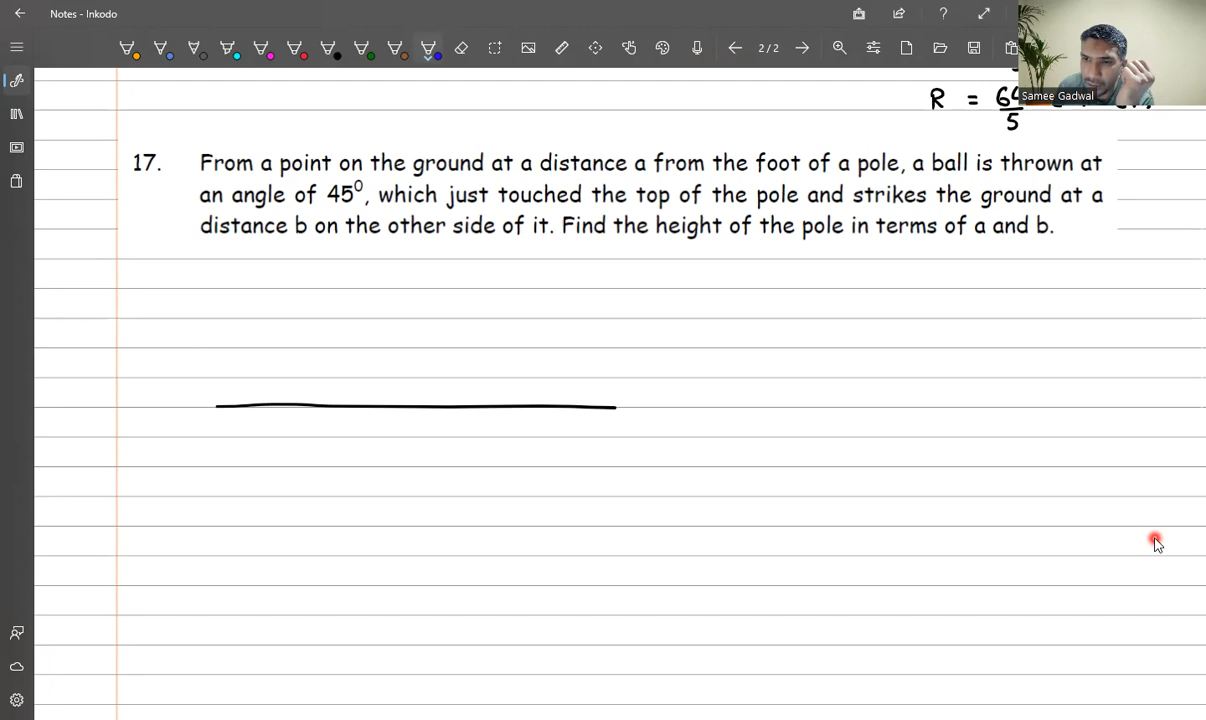 Notes - Inkodo
2 / 2
R = 64
5
Samee Gadwal
17. From a point on the ground at a distance a from the foot of a pole, a ball is thrown at
an angle of 45⁰, which just touched the top of the pole and strikes the ground at a
distance b on the other side of it. Find the height of the pole in terms of a and b.